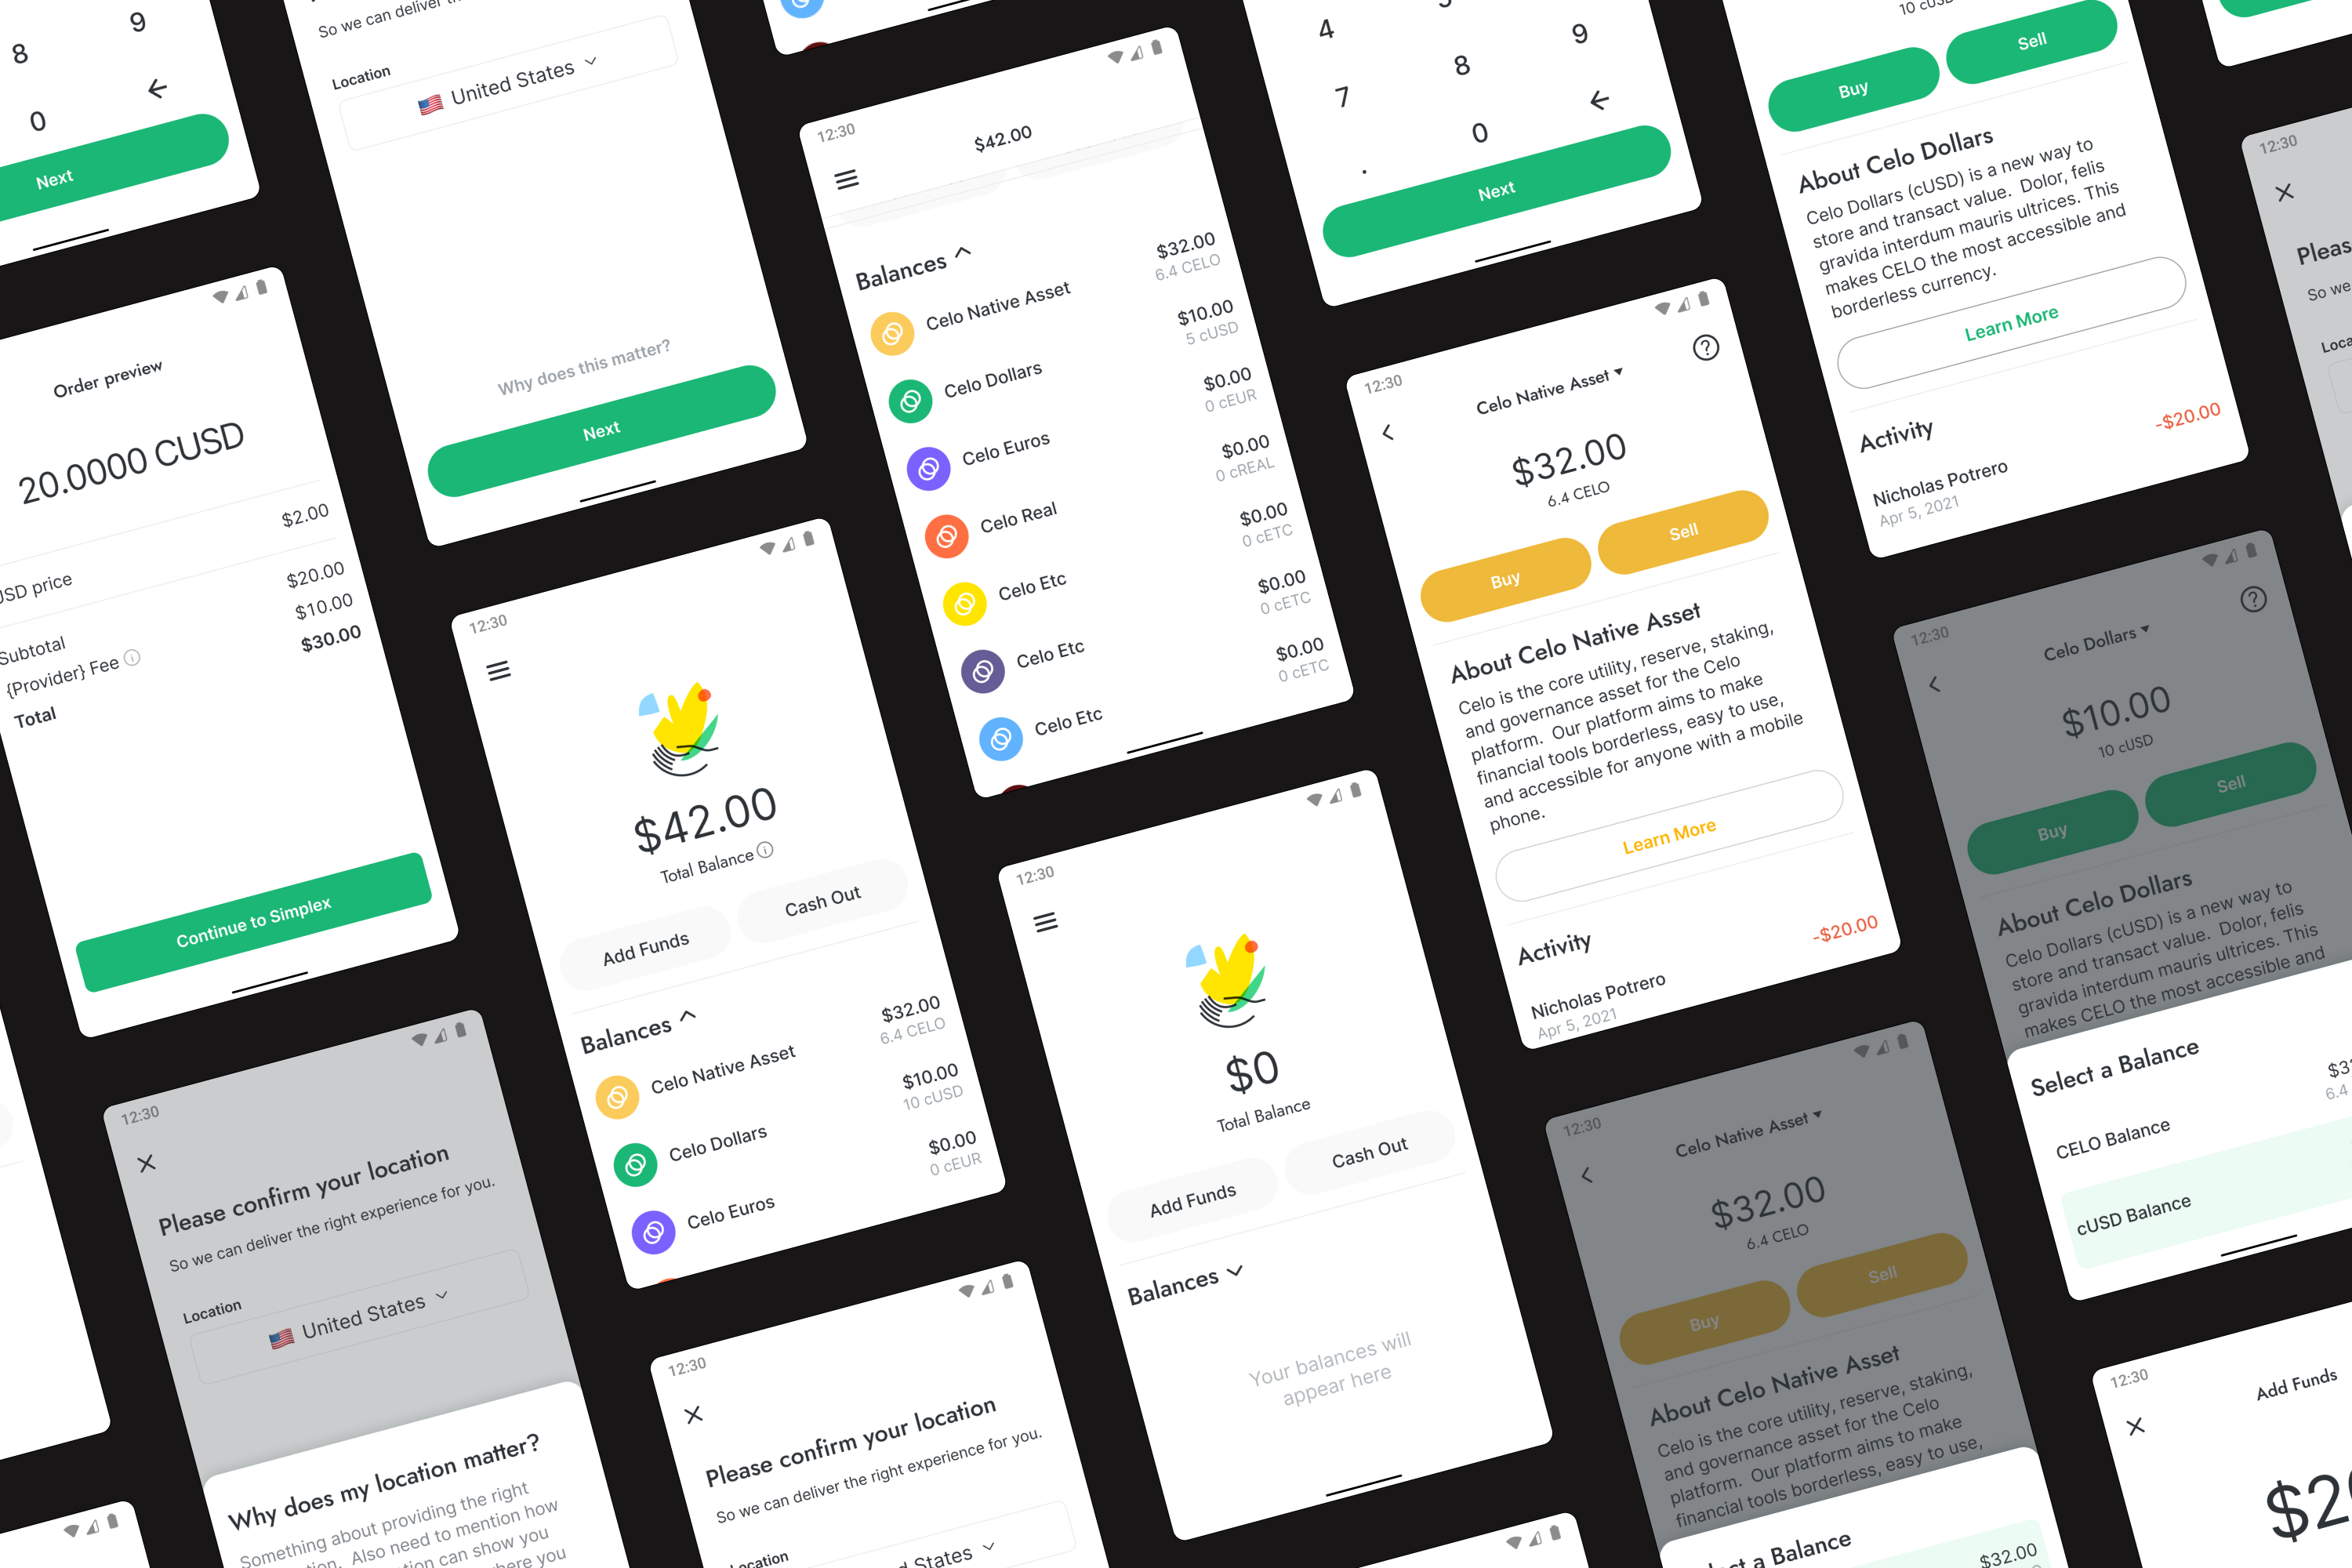 8
9
0
Next
Order preview
20.0000 CUSD
$2.00
USD price
$20.00
Subtotal
$10.00
{Provider} Fee
$30.00
Total
Continue to Simplex
So we can deliver
Location
United States
Why does this matter?
Next
12:30
Please confirm your location
So we can deliver the right experience for you.
Location
United States
Why does my location matter?
Something about providing the right
Also need to mention how
can show you
12:30
$42.00
Total Balance
Add Funds
Cash Out
Balances
Celo Native Asset
$32.00
6.4 CELO
Celo Dollars
$10.00
10 cUSD
Celo Euros
$0.00
0 cEUR
12:30
Please confirm your location
So we can deliver the right experience for you.
Location
States
12:30
$42.00
Balances
Celo Native Asset
$32.00
6.4 CELO
Celo Dollars
$10.00
5 cUSD
Celo Euros
$0.00
0 cEUR
Celo Real
$0.00
0 cREAL
Celo Etc
$0.00
0 cETC
Celo Etc
$0.00
0 cETC
Celo Etc
$0.00
0 cETC
12:30
$0
Total Balance
Add Funds
Cash Out
Balances
Your balances will
appear here
4
7
8
9
.
0
Next
12:30
Celo Native Asset
$32.00
6.4 CELO
Buy
Sell
About Celo Native Asset
Celo is the core utility, reserve, staking,
and governance asset for the Celo
platform. Our platform aims to make
financial tools borderless, easy to use,
and accessible for anyone with a mobile
phone.
Learn More
Activity
Nicholas Potrero
-$20.00
Apr 5, 2021
12:30
Celo Native Asset
$32.00
6.4 CELO
Buy
Sell
About Celo Native Asset
Celo is the core utility, reserve, staking,
and governance asset for the Celo
platform. Our platform aims to make
financial tools borderless, easy to use,
a Balance
$32.00
10 cUSD
Buy
Sell
About Celo Dollars
Celo Dollars (cUSD) is a new way to
store and transact value. Dolor, felis
gravida interdum mauris ultrices. This
makes CELO the most accessible and
borderless currency.
Learn More
Activity
Nicholas Potrero
-$20.00
Apr 5, 2021
12:30
Celo Dollars
$10.00
10 cUSD
Buy
Sell
About Celo Dollars
Celo Dollars (cUSD) is a new way to
store and transact value. Dolor, felis
gravida interdum mauris ultrices. This
makes CELO the most accessible and
Select a Balance
CELO Balance
6.4
cUSD Balance
12:30
So we
12:30
Add Funds